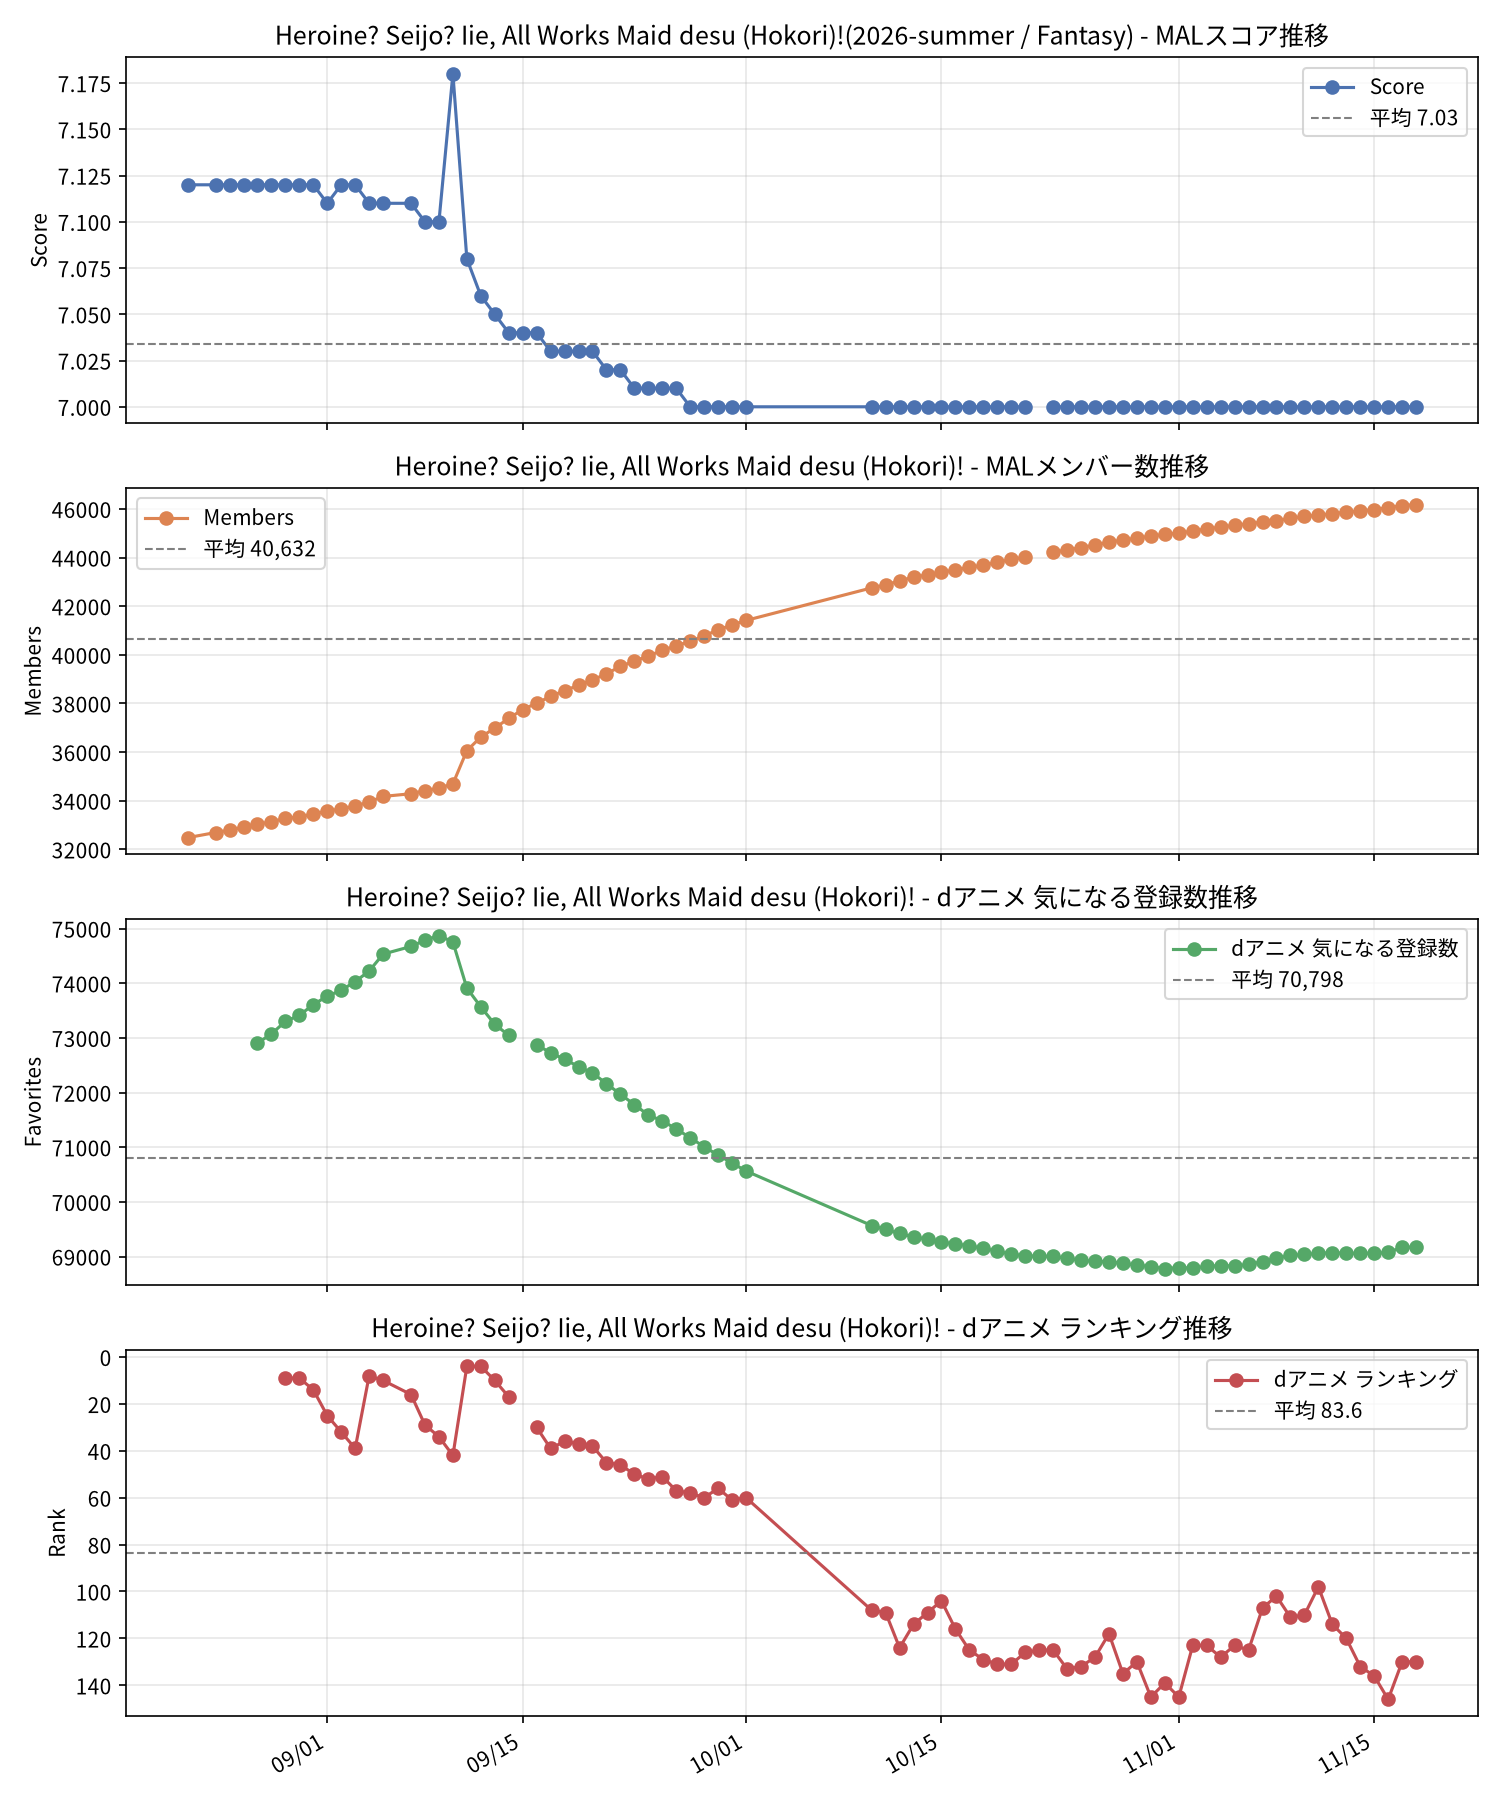 Heroine? Seijo? Iie, All Works Maid desu (Hokori)!(2026-summer / Fantasy) - MALスコア推移
Score
平均 7.03
7.175
7.150
7.125
7.100
7.075
7.050
7.025
7.000
Score
Heroine? Seijo? Iie, All Works Maid desu (Hokori)! - MALメンバー数推移
Members
平均 40,632
46000
44000
42000
40000
38000
36000
34000
32000
Members
Heroine? Seijo? Iie, All Works Maid desu (Hokori)! - dアニメ 気になる登録数推移
dアニメ 気になる登録数
平均 70,798
75000
74000
73000
72000
71000
70000
69000
Favorites
Heroine? Seijo? Iie, All Works Maid desu (Hokori)! - dアニメ ランキング推移
dアニメ ランキング
平均 83.6
0
20
40
60
80
100
120
140
Rank
09/01
09/15
10/01
10/15
11/01
11/15